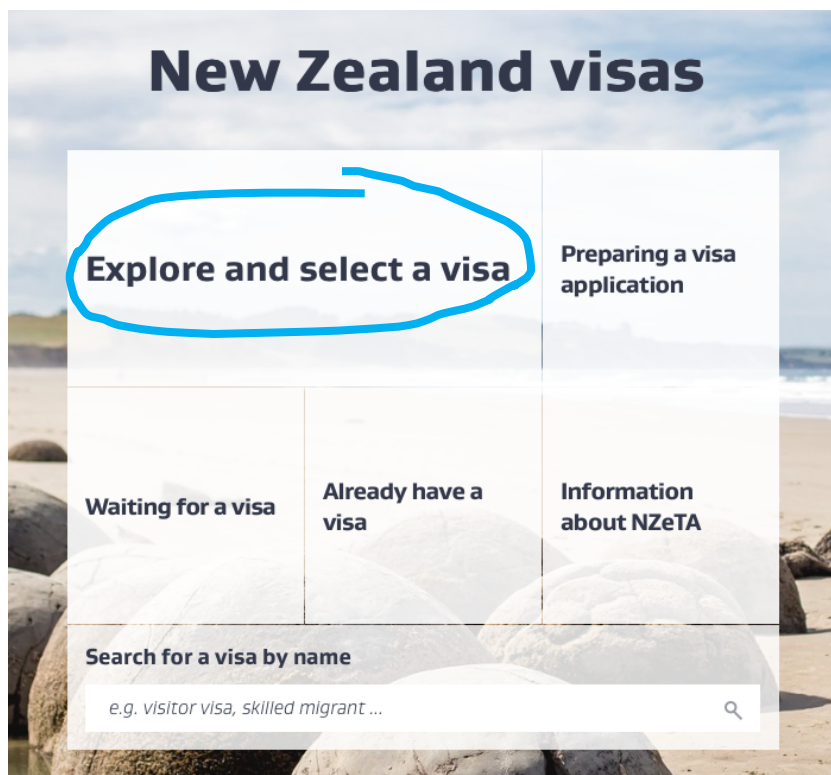 New Zealand visas
Explore and select a visa
Preparing a visa
application
Waiting for a visa
Already have a
visa
Information
about NZeTA
Search for a visa by name
e.g. visitor visa, skilled migrant ...